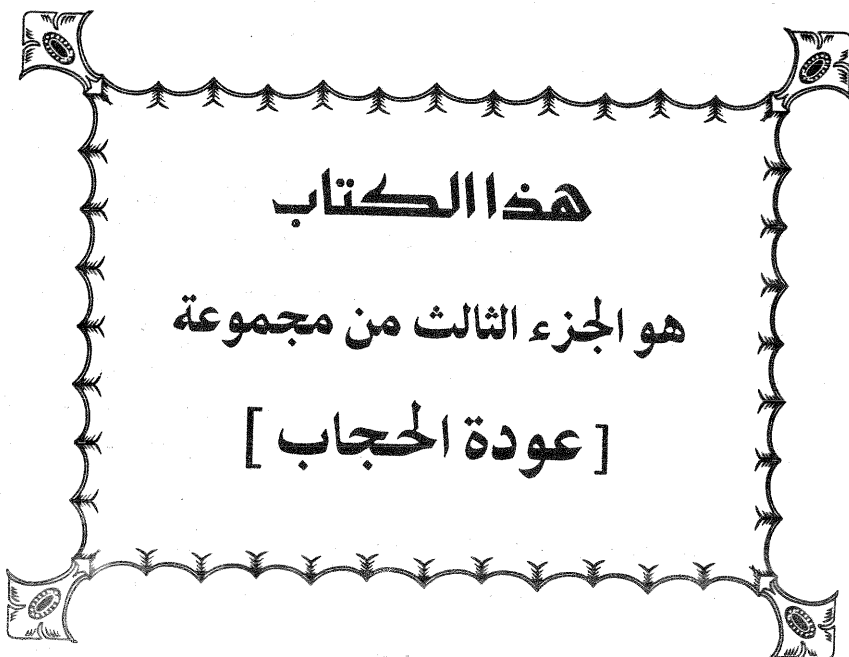 هذا الكتاب
هو الجزء الثالث من مجموعة
[ عودة الحجاب ]